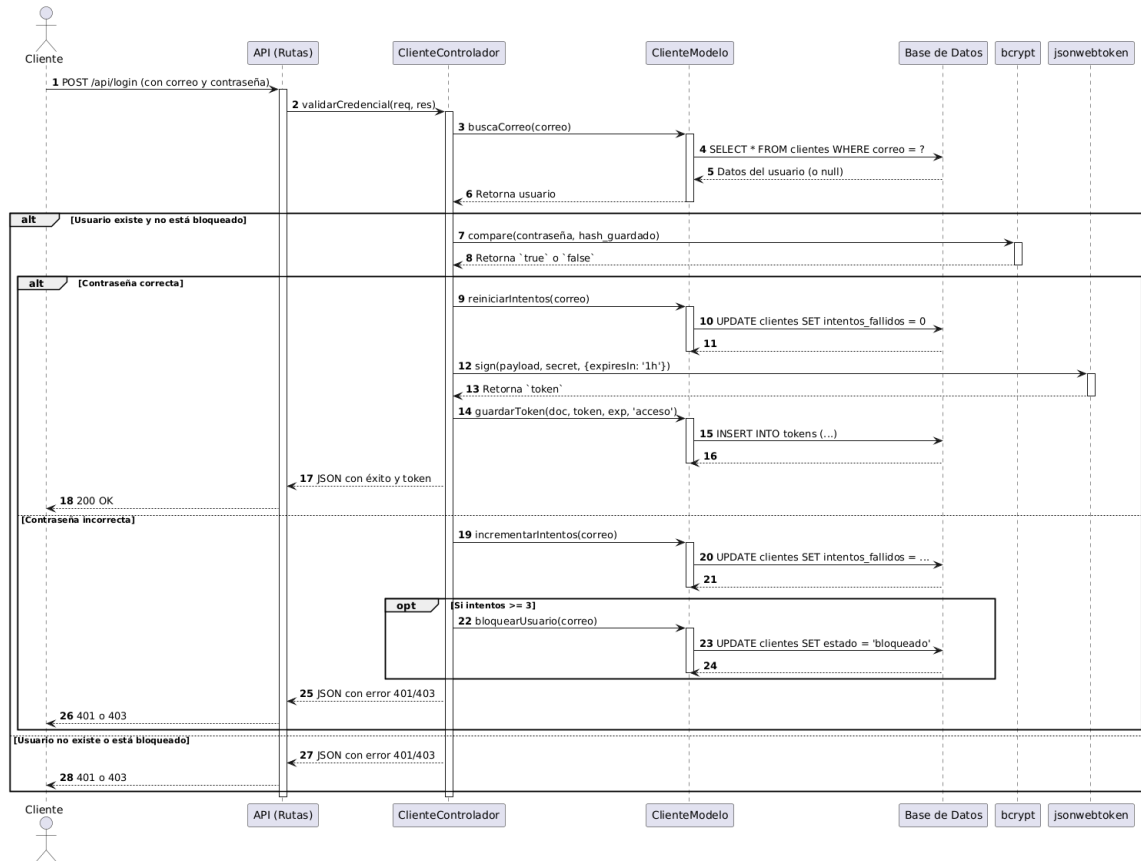 Cliente
API (Rutas)
ClienteControlador
ClienteModelo
Base de Datos
bcrypt
jsonwebtoken
1 POST /api/login (con correo y contraseña)
2 validarCredencial(req, res)
3 buscaCorreo(correo)
4 SELECT * FROM clientes WHERE correo = ?
5 Datos del usuario (o null)
6 Retorna usuario
alt [Usuario existe y no está bloqueado]
7 compare(contraseña, hash_guardado)
8 Retorna `true` o `false`
alt [Contraseña correcta]
9 reiniciarIntentos(correo)
10 UPDATE clientes SET intentos_fallidos = 0
11
12 sign(payload, secret, {expiresIn: '1h'})
13 Retorna `token`
14 guardarToken(doc, token, exp, 'acceso')
15 INSERT INTO tokens (...)
16
17 JSON con éxito y token
18 200 OK
[Contraseña incorrecta]
19 incrementarIntentos(correo)
20 UPDATE clientes SET intentos_fallidos = ...
21
opt [Si intentos >= 3]
22 bloquearUsuario(correo)
23 UPDATE clientes SET estado = 'bloqueado'
24
25 JSON con error 401/403
26 401 o 403
[Usuario no existe o está bloqueado]
27 JSON con error 401/403
28 401 o 403
Cliente
API (Rutas)
ClienteControlador
ClienteModelo
Base de Datos
bcrypt
jsonwebtoken